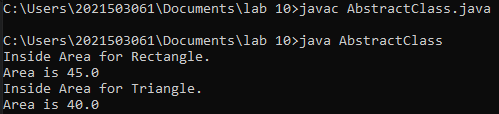 C:\Users\2021503061\Documents\lab 10>javac AbstractClass.java
C:\Users\2021503061\Documents\lab 10>java AbstractClass
Inside Area for Rectangle.
Area is 45.0
Inside Area for Triangle.
Area is 40.0